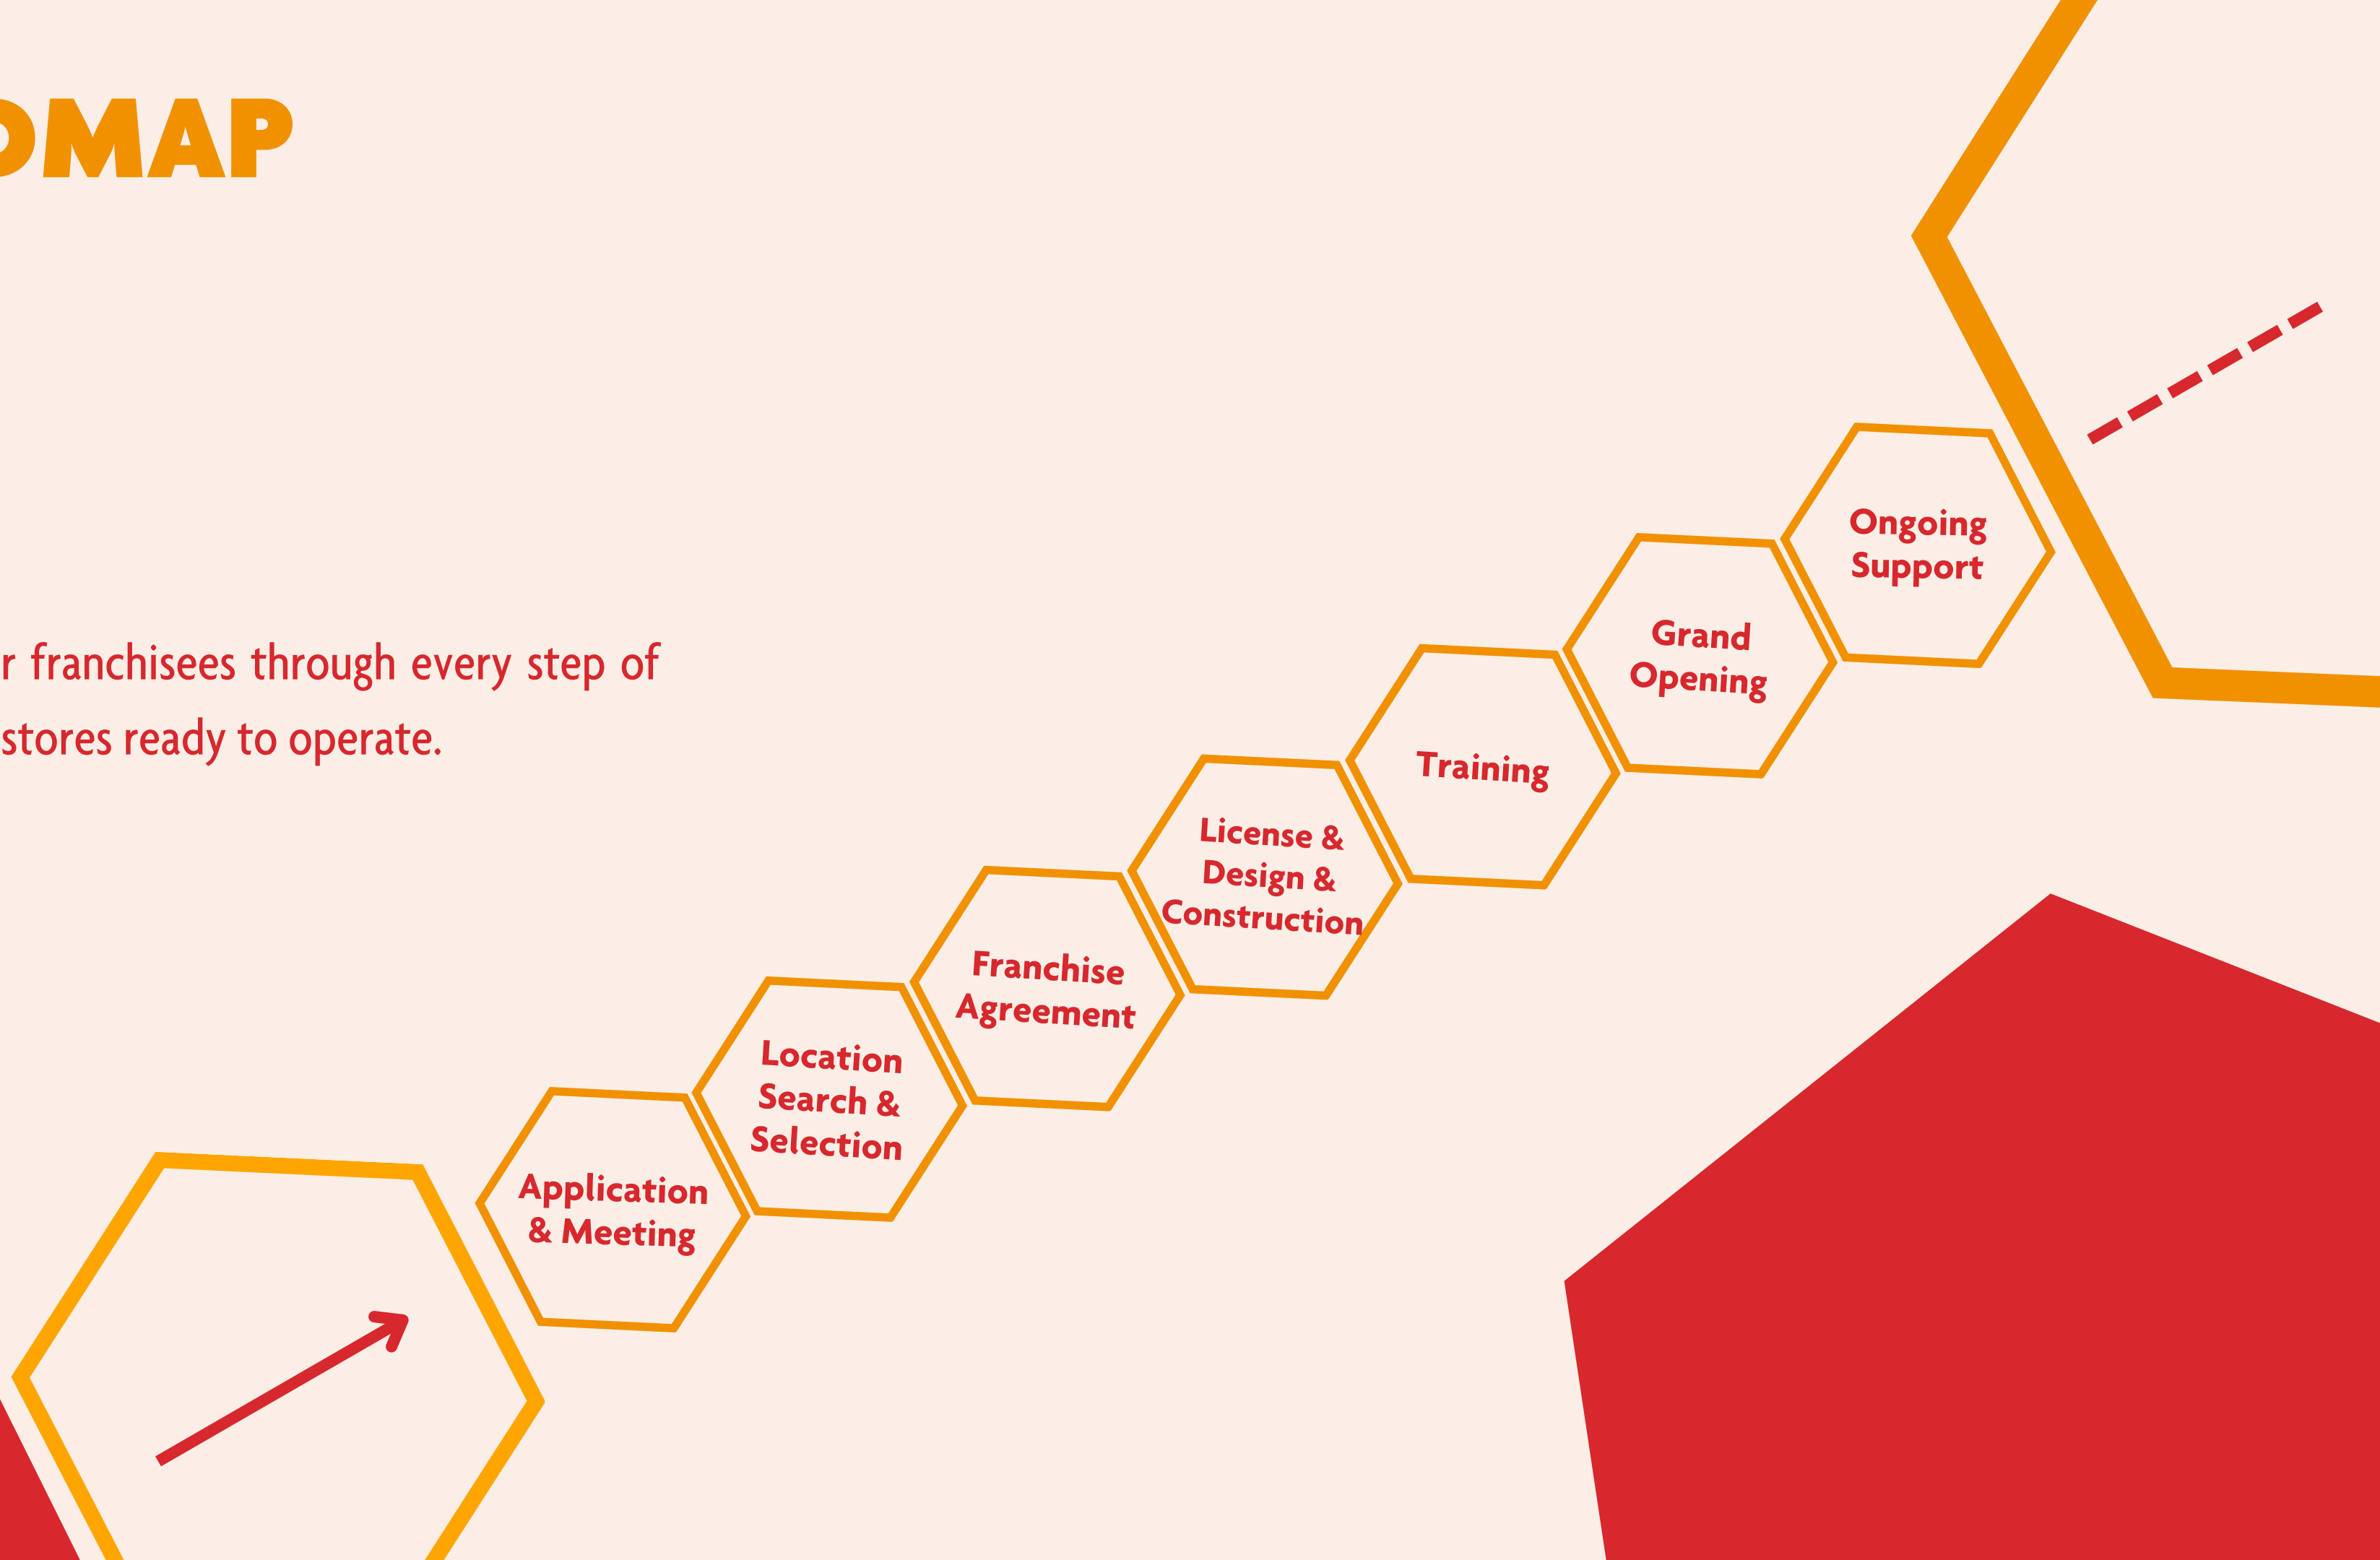 OMAP
r franchisees through every step of
stores ready to operate.
Application
& Meeting
Location
Search &
Selection
Franchise
Agreement
License &
Design &
Construction
Training
Grand
Opening
Ongoing
Support